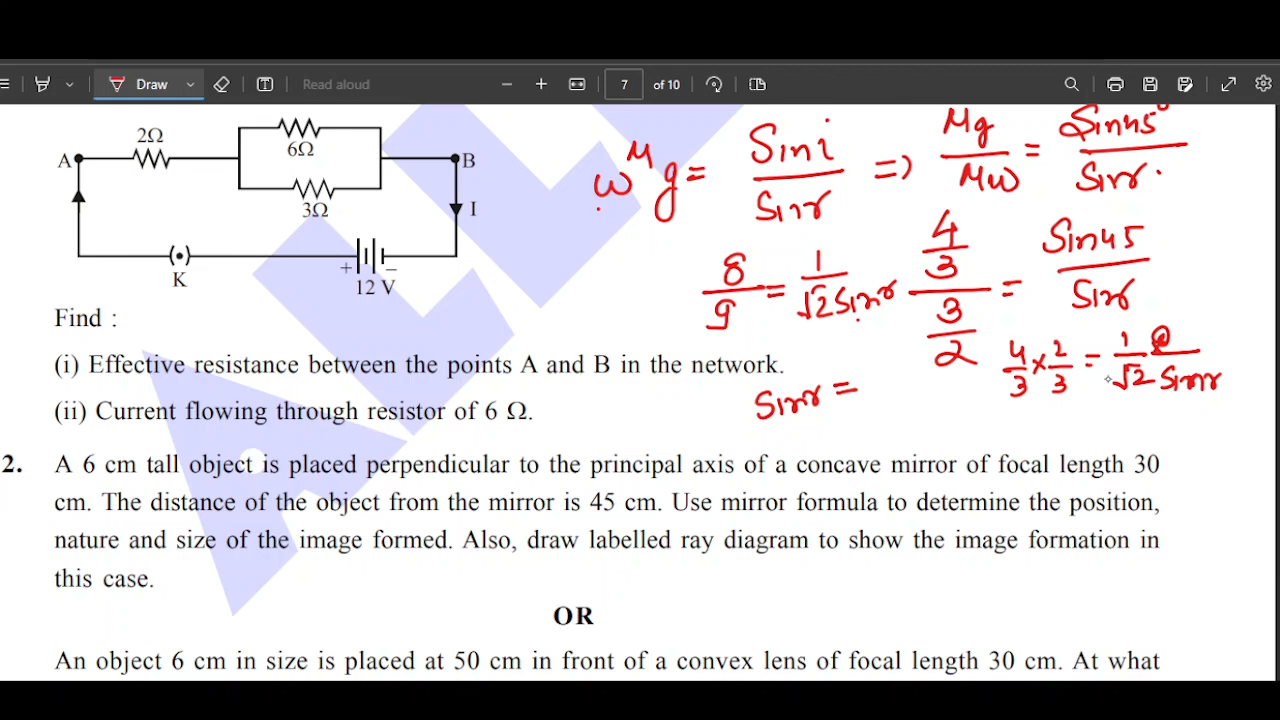 Draw
Read aloud
7 of 10
2Ω
6Ω
3Ω
A
B
I
K
+ −
12 V
ωμg = Sin i / Sin r => μg / μω = Sin 45° / Sin r
8/9 = 1 / √2 Sin r
4/3 / 3/2 = Sin 45 / Sin r
4/3 × 2/3 = 1 / √2 Sin r
Sin r =
Find :
(i) Effective resistance between the points A and B in the network.
(ii) Current flowing through resistor of 6 Ω.
2. A 6 cm tall object is placed perpendicular to the principal axis of a concave mirror of focal length 30
cm. The distance of the object from the mirror is 45 cm. Use mirror formula to determine the position,
nature and size of the image formed. Also, draw labelled ray diagram to show the image formation in
this case.
OR
An object 6 cm in size is placed at 50 cm in front of a convex lens of focal length 30 cm. At what